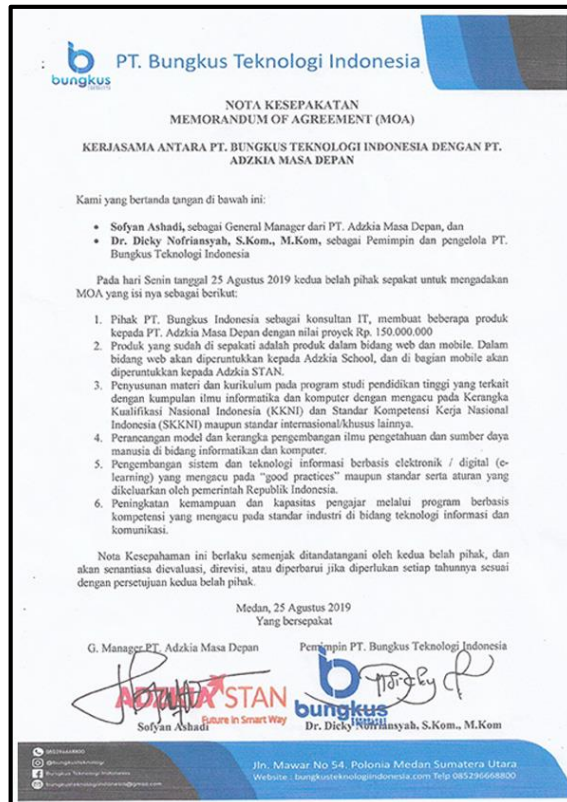 bungkus
PT. Bungkus Teknologi Indonesia
NOTA KESEPAKATAN
MEMORANDUM OF AGREEMENT (MOA)
KERJASAMA ANTARA PT. BUNGKUS TEKNOLOGI INDONESIA DENGAN PT.
ADZKIA MASA DEPAN
Kami yang bertanda tangan di bawah ini:
• Sofyan Ashadi, sebagai General Manager dari PT. Adzkia Masa Depan, dan
• Dr. Dicky Nofriansyah, S.Kom., M.Kom, sebagai Pemimpin dan pengelola PT.
Bungkus Teknologi Indonesia
Pada hari Senin tanggal 25 Agustus 2019 kedua belah pihak sepakat untuk mengadakan
MOA yang isi nya sebagai berikut:
1. Pihak PT. Bungkus Indonesia sebagai konsultan IT, membuat beberapa produk
kepada PT. Adzkia Masa Depan dengan nilai proyek Rp. 150.000.000
2. Produk yang sudah di sepakati adalah produk dalam bidang web dan mobile. Dalam
bidang web akan diperuntukkan kepada Adzkia School, dan di bagian mobile akan
diperuntukkan kepada Adzkia STAN.
3. Penyusunan materi dan kurikulum pada program studi pendidikan tinggi yang terkait
dengan kumpulan ilmu informatika dan komputer dengan mengacu pada Kerangka
Kualifikasi Nasional Indonesia (KKNI) dan Standar Kompetensi Kerja Nasional
Indonesia (SKKNI) maupun standar internasional/khusus lainnya.
4. Perancangan model dan kerangka pengembangan ilmu pengetahuan dan sumber daya
manusia di bidang informatikan dan komputer.
5. Pengembangan sistem dan teknologi informasi berbasis elektronik / digital (e-
learning) yang mengacu pada "good practices" maupun standar serta aturan yang
dikeluarkan oleh pemerintah Republik Indonesia.
6. Peningkatan kemampuan dan kapasitas pengajar melalui program berbasis
kompetensi yang mengacu pada standar industri di bidang teknologi informasi dan
komunikasi.
Nota Kesepahaman ini berlaku semenjak ditandatangani oleh kedua belah pihak, dan
akan senantiasa dievaluasi, direvisi, atau diperbarui jika diperlukan setiap tahunnya sesuai
dengan persetujuan kedua belah pihak.
Medan, 25 Agustus 2019
Yang bersepakat
G. Manager PT. Adzkia Masa Depan
Pemimpin PT. Bungkus Teknologi Indonesia
ADZKIA STAN
Future in Smart Way
Sofyan Ashadi
bungkus
Dr. Dicky Nofriansyah, S.Kom., M.Kom
085296668800
@bungkusteknologi
Bungkus Teknologi Indonesia
bungkusteknologiindonesia@gmail.com
Jln. Mawar No 54. Polonia Medan Sumatera Utara
Website : bungkusteknologiindonesia.com Telp 085296668800